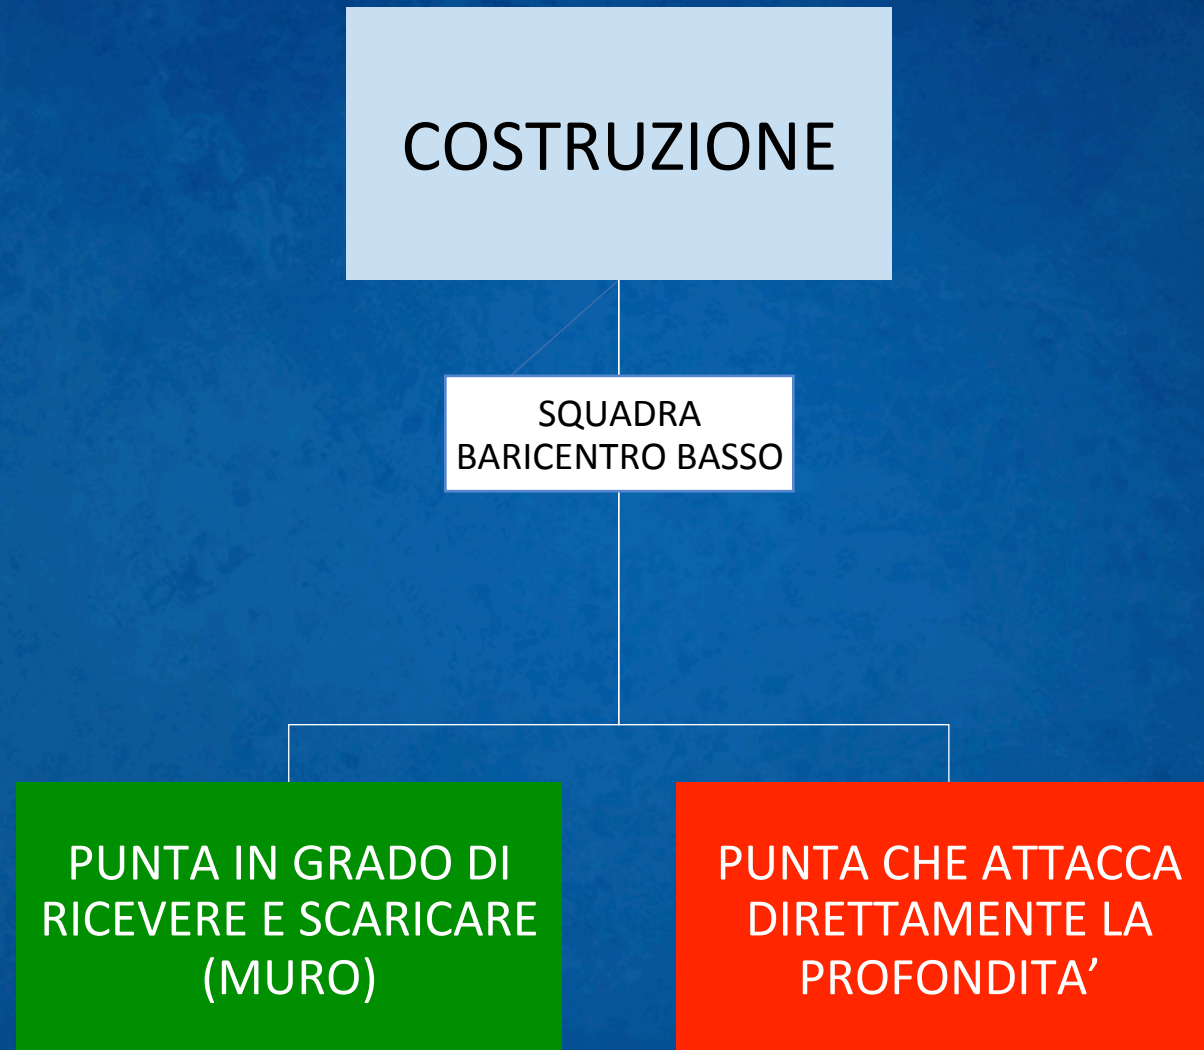 COSTRUZIONE
SQUADRA
BARICENTRO BASSO
PUNTA IN GRADO DI
RICEVERE E SCARICARE
(MURO)
PUNTA CHE ATTACCA
DIRETTAMENTE LA
PROFONDITA’